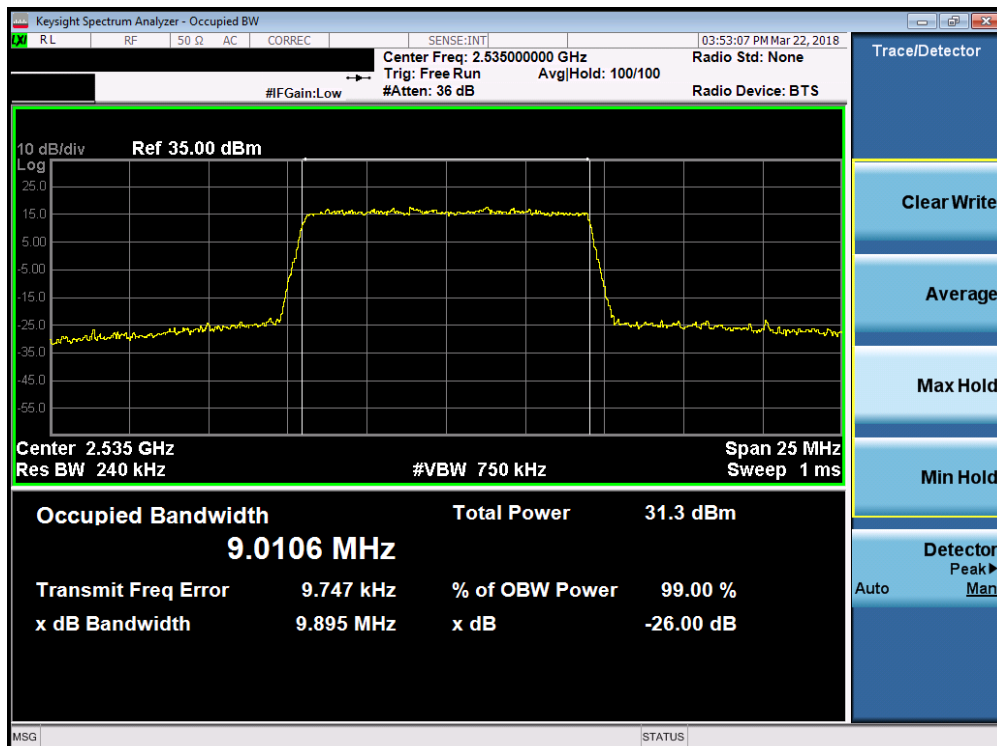 Keysight Spectrum Analyzer - Occupied BW
LXI RL RF 50 Ω AC CORREC SENSE:INT 03:53:07 PM Mar 22, 2018
Center Freq: 2.535000000 GHz Radio Std: None
Trig: Free Run Avg|Hold: 100/100
#IFGain:Low #Atten: 36 dB Radio Device: BTS
Trace/Detector
10 dB/div Ref 35.00 dBm
Log
25.0
15.0
5.00
-5.00
-15.0
-25.0
-35.0
-45.0
-55.0
Center 2.535 GHz Span 25 MHz
Res BW 240 kHz #VBW 750 kHz Sweep 1 ms
Occupied Bandwidth Total Power 31.3 dBm
9.0106 MHz
Transmit Freq Error 9.747 kHz % of OBW Power 99.00 %
x dB Bandwidth 9.895 MHz x dB -26.00 dB
Clear Write
Average
Max Hold
Min Hold
Detector
Peak▶
Auto Man
MSG STATUS